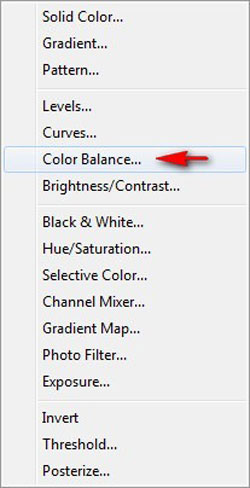 Solid Color...
Gradient...
Pattern...
Levels...
Curves...
Color Balance...
Brightness/Contrast...
Black & White...
Hue/Saturation...
Selective Color...
Channel Mixer...
Gradient Map...
Photo Filter...
Exposure...
Invert
Threshold...
Posterize...